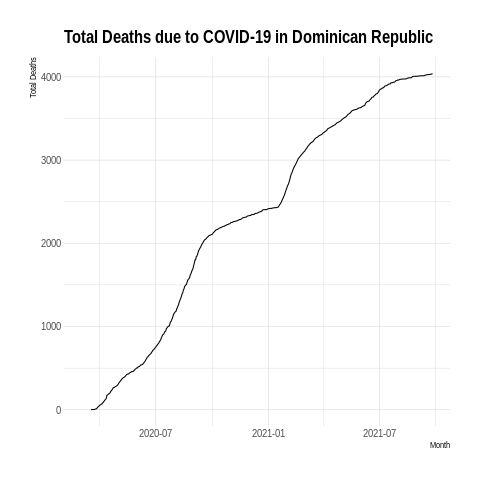 Total Deaths due to COVID-19 in Dominican Republic
Total Deaths
4000
3000
2000
1000
0
2020-07
2021-01
2021-07
Month